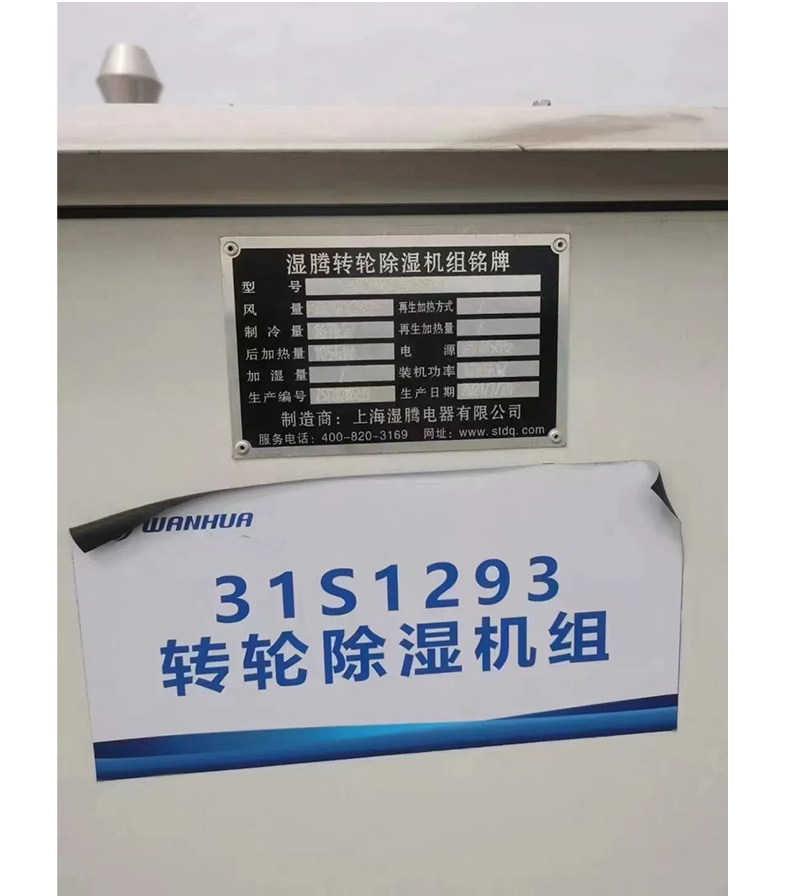 湿腾转轮除湿机组铭牌
型 号
风 量 再生加热方式
制冷量 再生加热量
后加热量 电 源
加湿量 装机功率
生产编号 生产日期
制造商：上海湿腾电器有限公司
服务电话：400-820-3169 网址：www.stdq.com
WANHUA
31S1293
转轮除湿机组